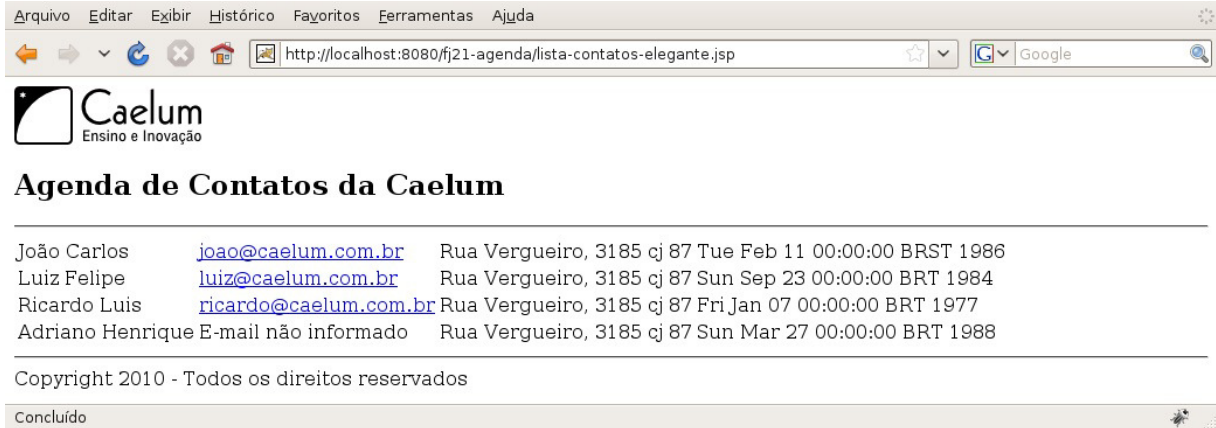 Arquivo Editar Exibir Histórico Favoritos Ferramentas Ajuda
http://localhost:8080/fj21-agenda/lista-contatos-elegante.jsp G Google
Caelum
Ensino e Inovação
Agenda de Contatos da Caelum
João Carlos joao@caelum.com.br Rua Vergueiro, 3185 cj 87 Tue Feb 11 00:00:00 BRST 1986
Luiz Felipe luiz@caelum.com.br Rua Vergueiro, 3185 cj 87 Sun Sep 23 00:00:00 BRT 1984
Ricardo Luis ricardo@caelum.com.br Rua Vergueiro, 3185 cj 87 Fri Jan 07 00:00:00 BRT 1977
Adriano Henrique E-mail não informado Rua Vergueiro, 3185 cj 87 Sun Mar 27 00:00:00 BRT 1988
Copyright 2010 - Todos os direitos reservados
Concluído